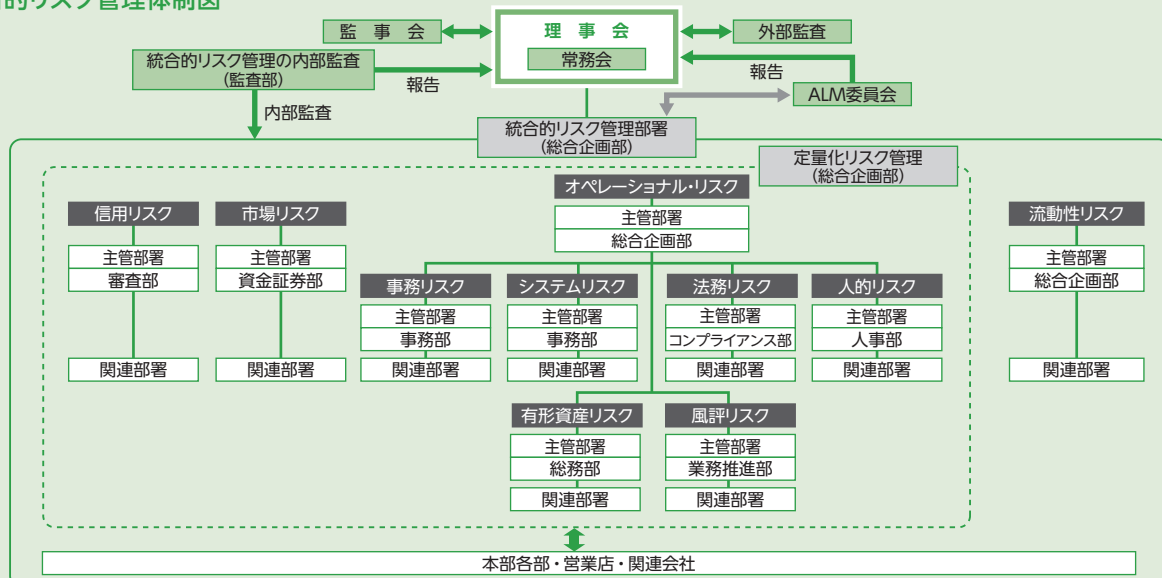 的リスク管理体制図
監事会
理事会
常務会
外部監査
統合的リスク管理の内部監査
(監査部)
報告
報告
ALM委員会
内部監査
統合的リスク管理部署
(総合企画部)
定量化リスク管理
(総合企画部)
オペレーショナル・リスク
主管部署
総合企画部
信用リスク
主管部署
審査部
関連部署
市場リスク
主管部署
資金証券部
関連部署
流動性リスク
主管部署
総合企画部
関連部署
事務リスク
主管部署
事務部
関連部署
システムリスク
主管部署
事務部
関連部署
法務リスク
主管部署
コンプライアンス部
関連部署
人的リスク
主管部署
人事部
関連部署
有形資産リスク
主管部署
総務部
関連部署
風評リスク
主管部署
業務推進部
関連部署
本部各部・営業店・関連会社